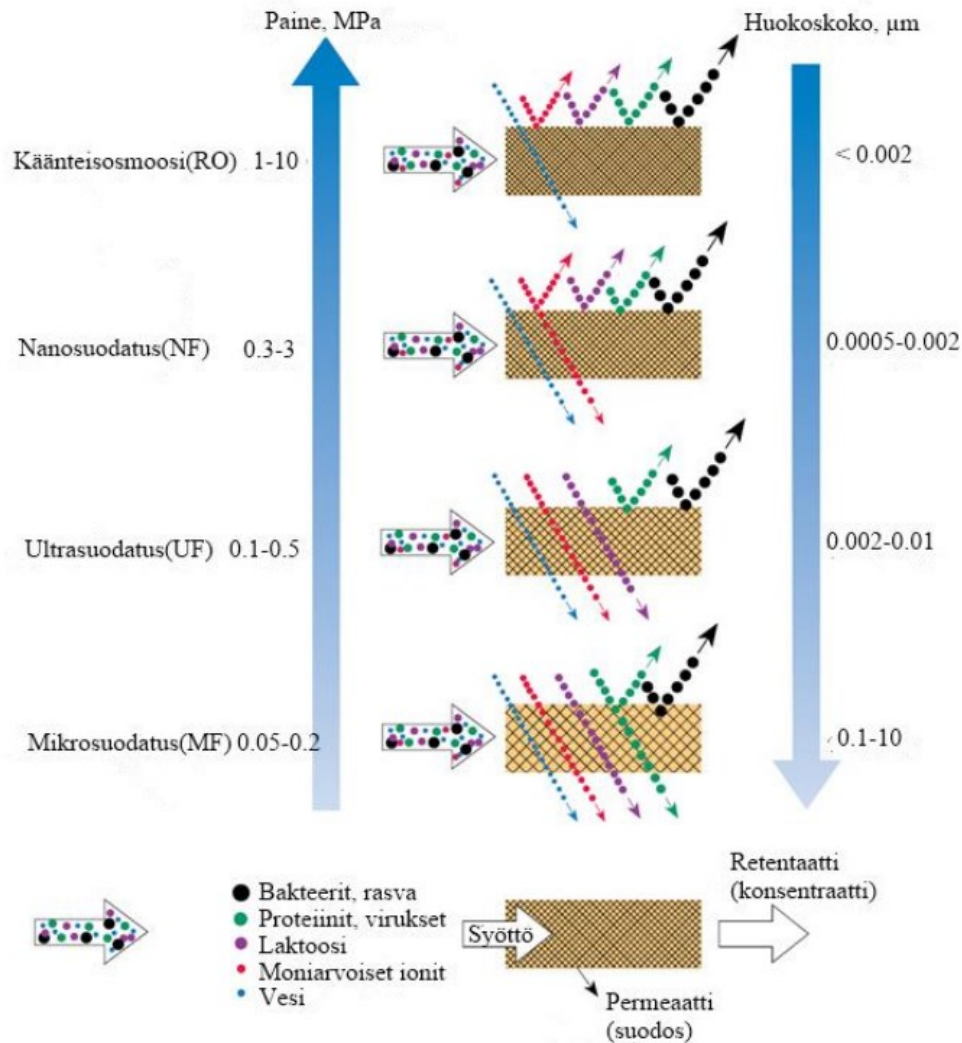 Paine, MPa
Huokoskoko, µm
Käänteisosmoosi(RO) 1-10
< 0.002
Nanosuodatus(NF) 0.3-3
0.0005-0.002
Ultrasuodatus(UF) 0.1-0.5
0.002-0.01
Mikrosuodatus(MF) 0.05-0.2
0.1-10
Bakteerit, rasva
Proteiinit, virukset
Laktoosi
Moniarvoiset ionit
Vesi
Syöttö
Retentaatti
(konsentraatti)
Permeaatti
(suodos)